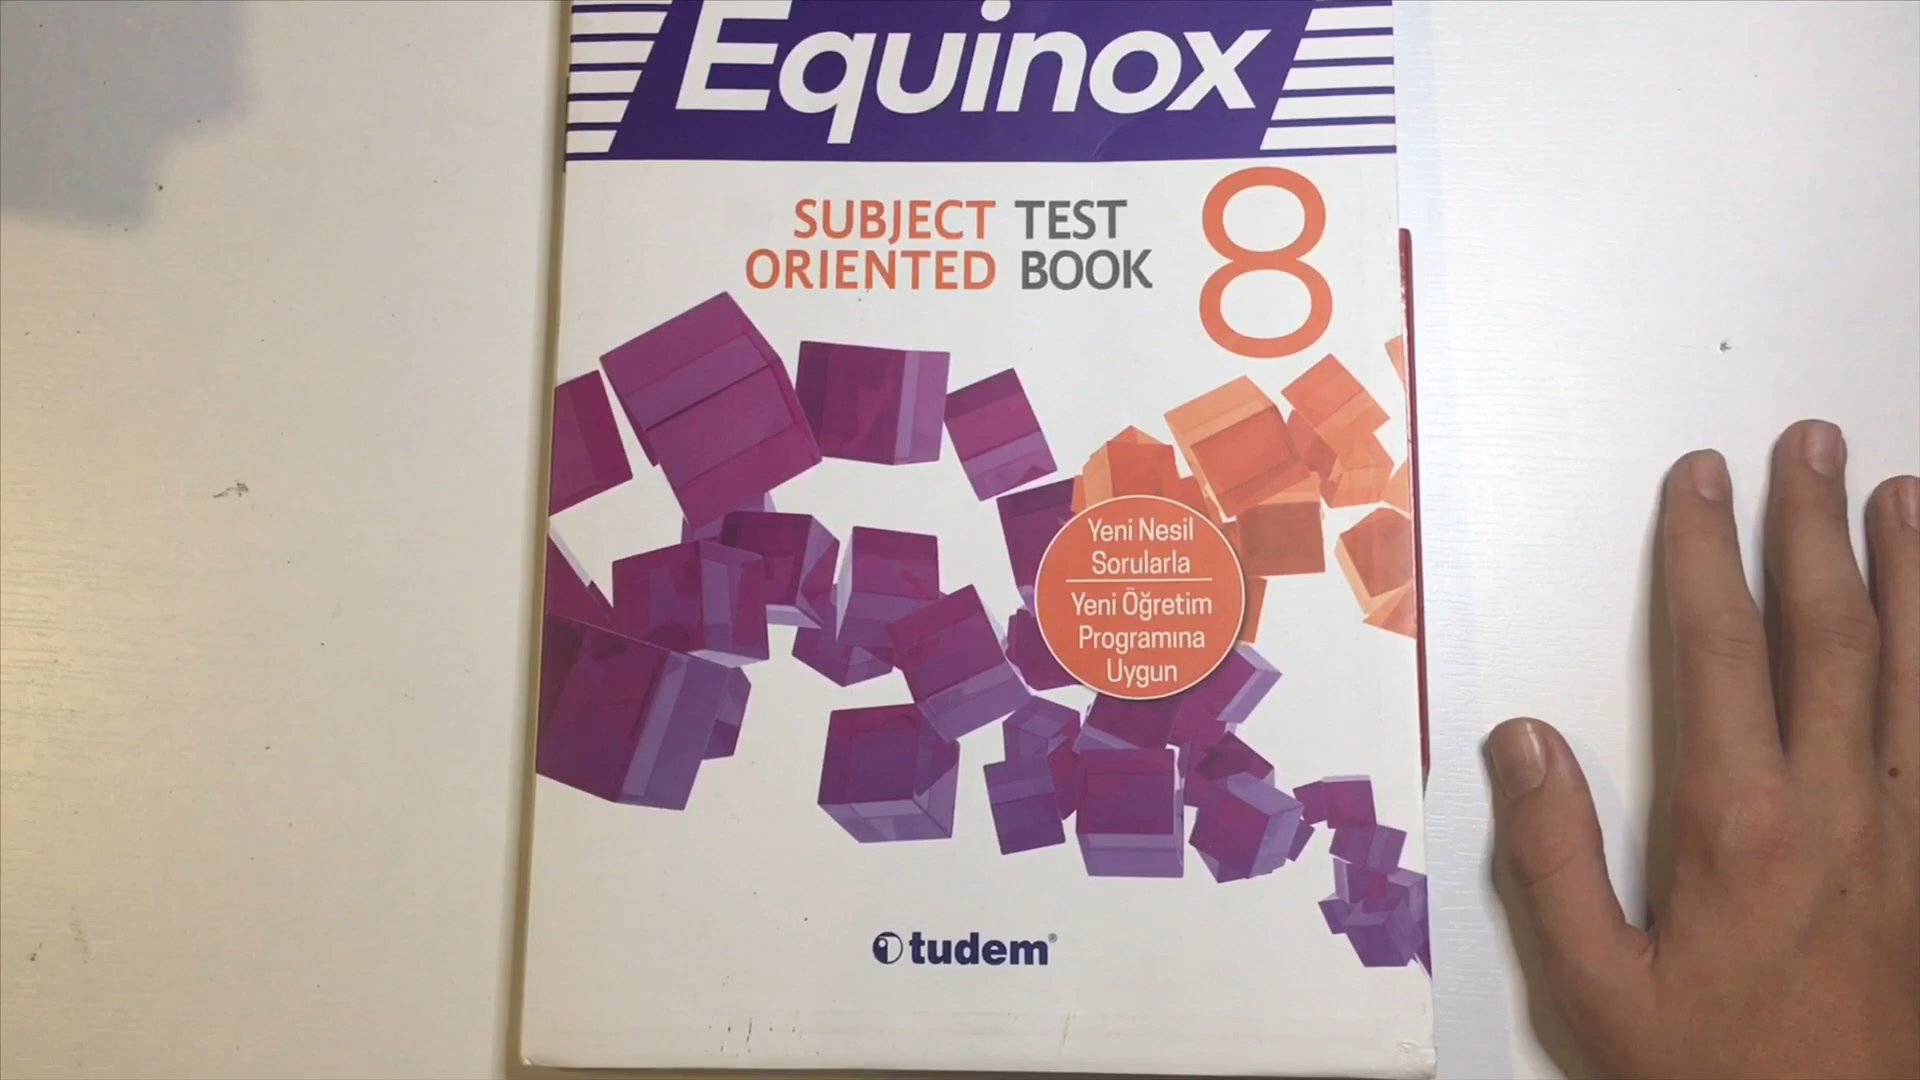 Equinox
SUBJECT TEST
ORIENTED BOOK
8
Yeni Nesil
Sorularla
Yeni Öğretim
Programına
Uygun
tudem®